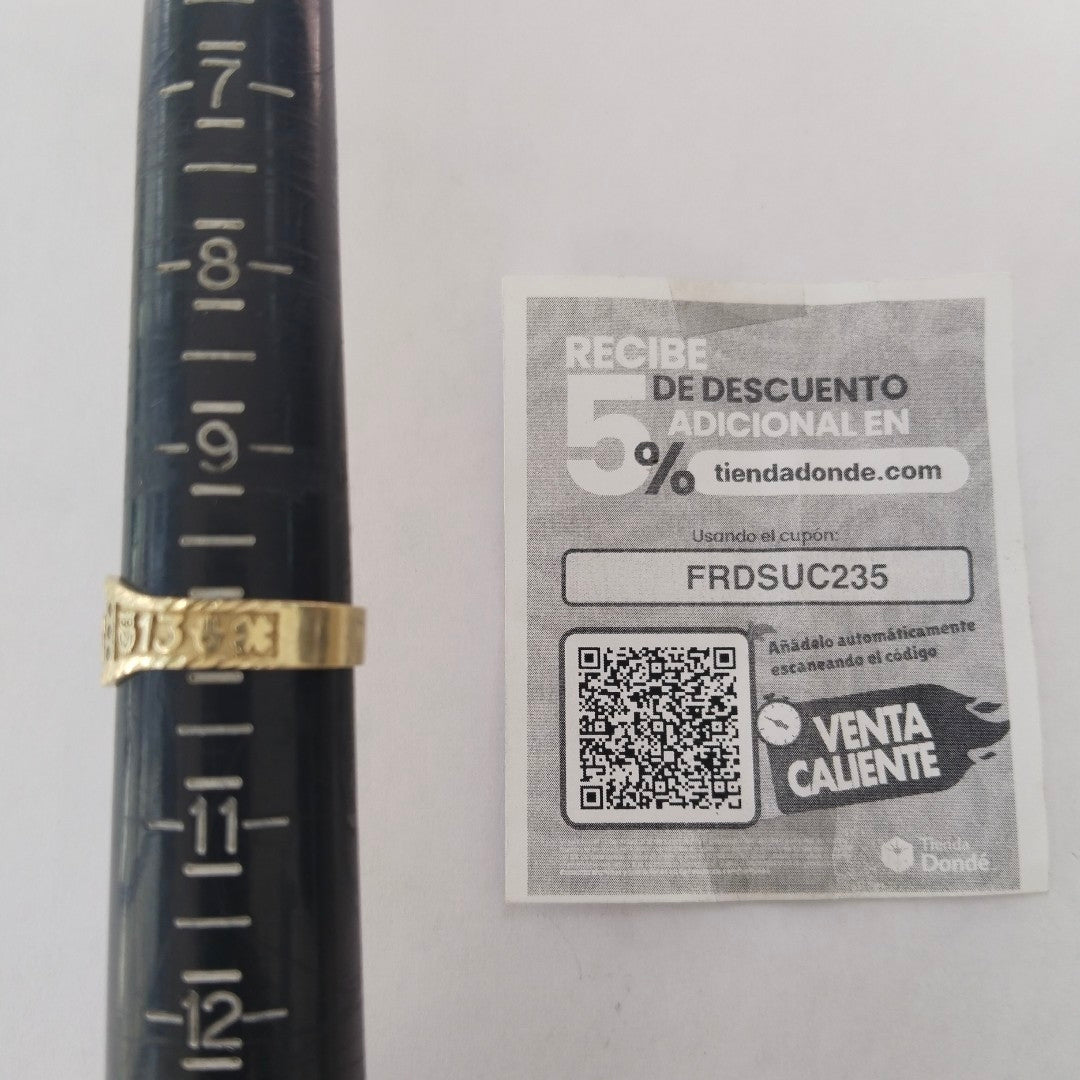 7
8
9
11
12
13
RECIBE
5%
DE DESCUENTO
ADICIONAL EN
tiendadonde.com
Usando el cupón:
FRDSUC235
Añádelo automáticamente
escaneando el código
VENTA
CALIENTE
Tienda
Dondé